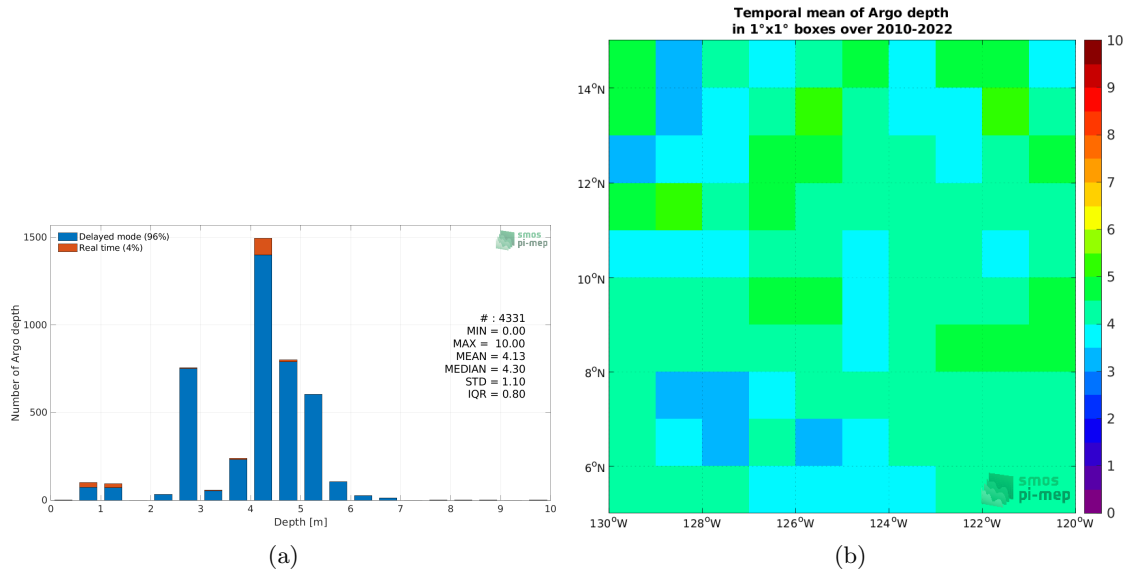 Delayed mode (96%)
Real time (4%)
smos
pi-mep
# : 4331
MIN = 0.00
MAX = 10.00
MEAN = 4.13
MEDIAN = 4.30
STD = 1.10
IQR = 0.80
Number of Argo depth
1500
1000
500
0
0 1 2 3 4 5 6 7 8 9 10
Depth [m]
(a)
Temporal mean of Argo depth
in 1°x1° boxes over 2010-2022
14°N
12°N
10°N
8°N
6°N
130°W 128°W 126°W 124°W 122°W 120°W
smos
pi-mep
10
9
8
7
6
5
4
3
2
1
0
(b)